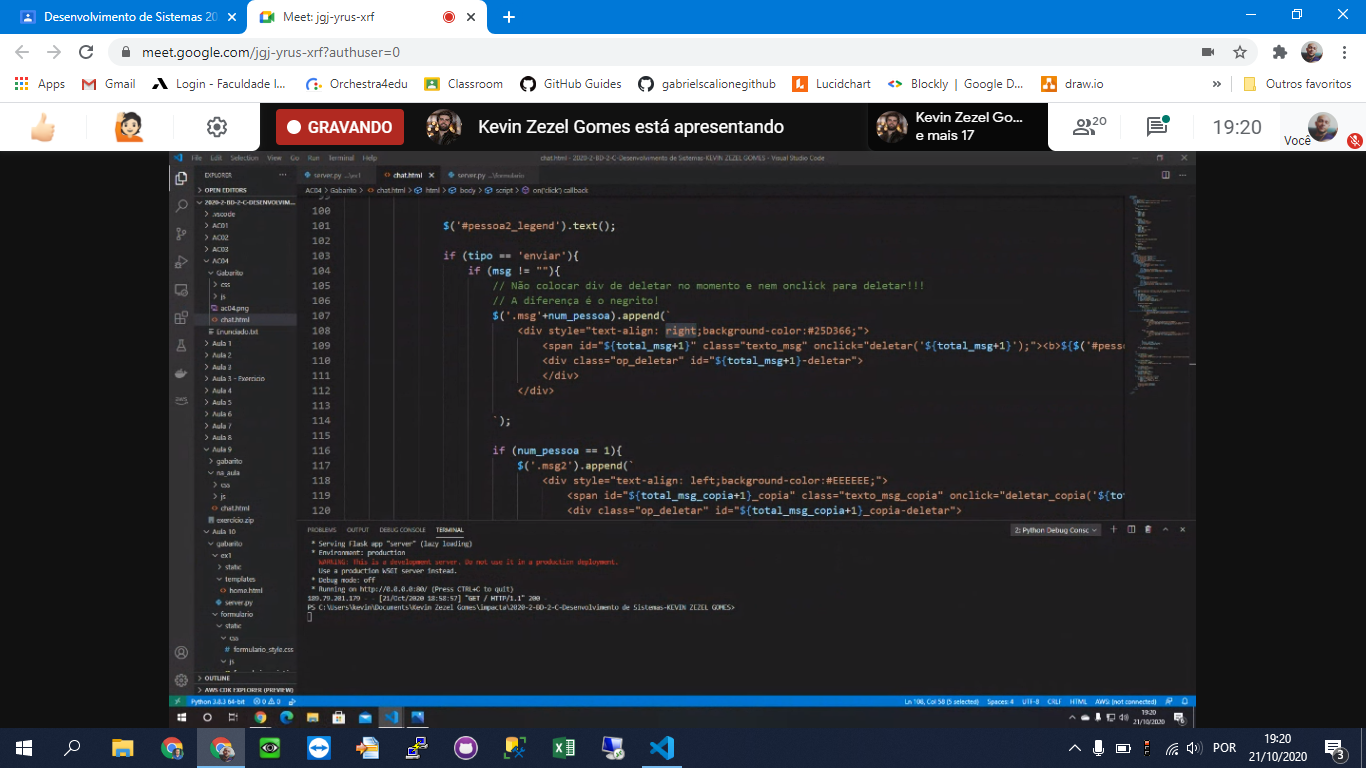 Desenvolvimento de Sistemas 20
Meet: jgj-yrus-xrf
meet.google.com/jgj-yrus-xrf?authuser=0
Apps
Gmail
Login - Faculdade I...
Orchestra4edu
Classroom
GitHub Guides
gabrielscalionegithub
Lucidchart
Blockly | Google D...
draw.io
»
Outros favoritos
GRAVANDO
Kevin Zezel Gomes está apresentando
Kevin Zezel Go...
e mais 17
20
19:20
Você
File Edit Selection View Go Run Terminal Help
chat.html - 2020-2-BD-2-C-Desenvolvimento de Sistemas-KEVIN ZEZEL GOMES - Visual Studio Code
EXPLORER
server.py ...\ex1
chat.html
server.py ...\formulario
OPEN EDITORS
AC04 > Gabarito > chat.html > html > body > script > on('click') callback
2020-2-BD-2-C-DESENVOLVIM...
.vscode
AC01
AC02
AC03
AC04
Gabarito
css
js
ac04.png
chat.html
Enunciado.txt
Aula 1
Aula 2
Aula 3
Aula 3 - Exercicio
Aula 4
Aula 5
Aula 6
Aula 7
Aula 8
Aula 9
gabarito
na_aula
css
js
chat.html
exercicio.zip
Aula 10
gabarito
ex1
static
templates
home.html
server.py
formulario
static
css
formulario_style.css
js
OUTLINE
AWS CDK EXPLORER (PREVIEW)
99
100
101 $('#pessoa2_legend').text();
102
103 if (tipo == 'enviar'){
104 if (msg != ""){
105 // Não colocar div de deletar no momento e nem onclick para deletar!!!
106 // A diferença é o negrito!
107 $('.msg'+num_pessoa).append(`
108 <div style="text-align: right;background-color:#25D366;">
109 <span id="${total_msg+1}" class="texto_msg" onclick="deletar('${total_msg+1}');"><b>${$('#pesso
110 <div class="op_deletar" id="${total_msg+1}-deletar">
111 </div>
112 </div>
113
114 `);
115
116 if (num_pessoa == 1){
117 $('.msg2').append(`
118 <div style="text-align: left;background-color:#EEEEEE;">
119 <span id="${total_msg_copia+1}_copia" class="texto_msg_copia" onclick="deletar_copia('${tot
120 <div class="op_deletar" id="${total_msg_copia+1}_copia-deletar">
PROBLEMS OUTPUT DEBUG CONSOLE TERMINAL
2: Python Debug Consc
* Serving Flask app "server" (lazy loading)
* Environment: production
WARNING: This is a development server. Do not use it in a production deployment.
Use a production WSGI server instead.
* Debug mode: off
* Running on http://0.0.0.0:80/ (Press CTRL+C to quit)
189.79.201.179 - - [21/Oct/2020 18:58:57] "GET / HTTP/1.1" 200 -
PS C:\Users\kevin\Documents\Kevin Zezel Gomes\impacta\2020-2-BD-2-C-Desenvolvimento de Sistemas-KEVIN ZEZEL GOMES>
Python 3.8.3 64-bit
0 0
Ln 108, Col 58 (5 selected)
Spaces: 4
UTF-8
CRLF
HTML
AWS: (not connected)
19:20
21/10/2020
POR
19:20
21/10/2020
3